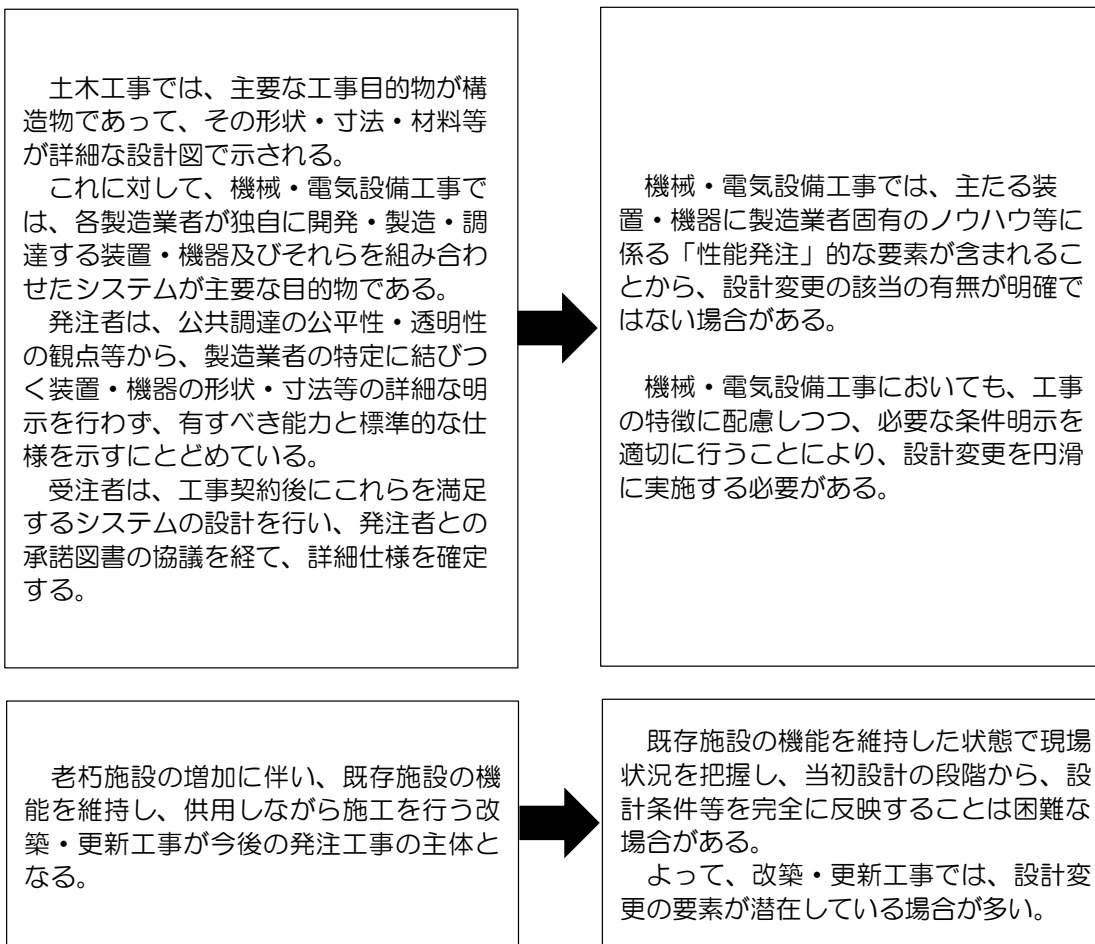 土木工事では、主要な工事目的物が構
造物であって、その形状・寸法・材料等
が詳細な設計図で示される。
これに対して、機械・電気設備工事で
は、各製造業者が独自に開発・製造・調
達する装置・機器及びそれらを組み合わ
せたシステムが主要な目的物である。
発注者は、公共調達の公平性・透明性
の観点等から、製造業者の特定に結びつ
く装置・機器の形状・寸法等の詳細な明
示を行わず、有すべき能力と標準的な仕
様を示すにとどめている。
受注者は、工事契約後にこれらを満足
するシステムの設計を行い、発注者との
承諾図書の協議を経て、詳細仕様を確定
する。
機械・電気設備工事では、主たる装
置・機器に製造業者固有のノウハウ等に
係る「性能発注」的な要素が含まれるこ
とから、設計変更の該当の有無が明確で
はない場合がある。
機械・電気設備工事においても、工事
の特徴に配慮しつつ、必要な条件明示を
適切に行うことにより、設計変更を円滑
に実施する必要がある。
老朽施設の増加に伴い、既存施設の機
能を維持し、供用しながら施工を行う改
築・更新工事が今後の発注工事の主体と
なる。
既存施設の機能を維持した状態で現場
状況を把握し、当初設計の段階から、設
計条件等を完全に反映することは困難な
場合がある。
よって、改築・更新工事では、設計変
更の要素が潜在している場合が多い。